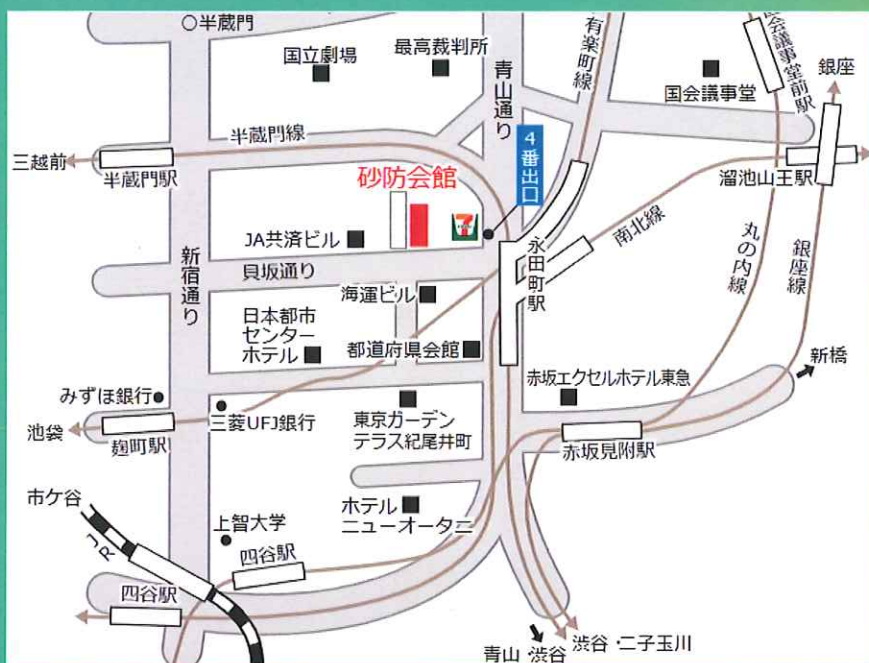 ○半蔵門
国立劇場
最高裁判所
青山通り
有楽町線
国会議事堂
国会議事堂前駅
銀座
三越前
半蔵門駅
半蔵門線
4番出口
砂防会館
溜池山王駅
JA共済ビル
7
永田町駅
南北線
丸の内線
銀座線
新宿通り
貝坂通り
海運ビル
日本都市
センター
ホテル
都道府県会館
新橋
赤坂エクセルホテル東急
みずほ銀行
三菱UFJ銀行
東京ガーデン
テラス紀尾井町
池袋
麹町駅
赤坂見附駅
市ケ谷
JR
上智大学
ホテル
ニューオータニ
四谷駅
四谷駅
青山・渋谷
渋谷・二子玉川